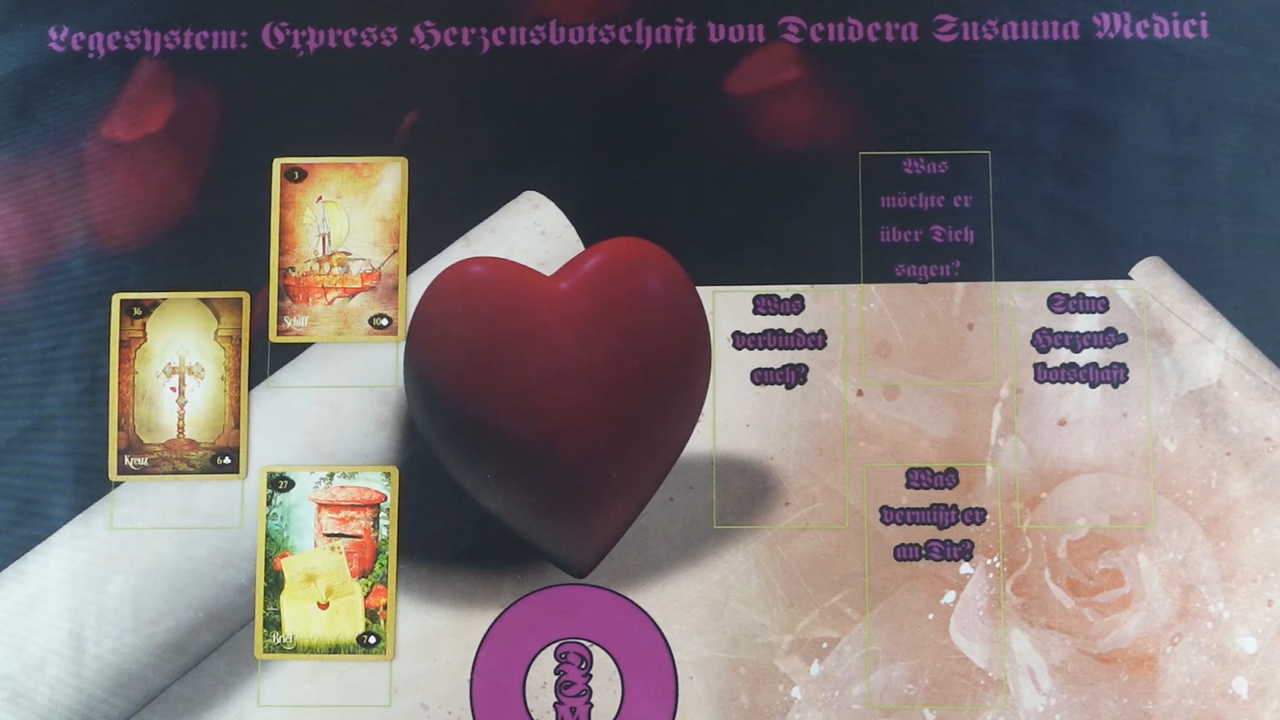 Legesystem: Express Herzensbotschaft von Dendera Susanna Medici
3
Schiff
10
36
Kreuz
6
27
Brief
7
Was
möchte er
über Dich
sagen?
Was
verbindet
euch?
Seine
Herzens-
botschaft
Was
vermißt er
an Dir?